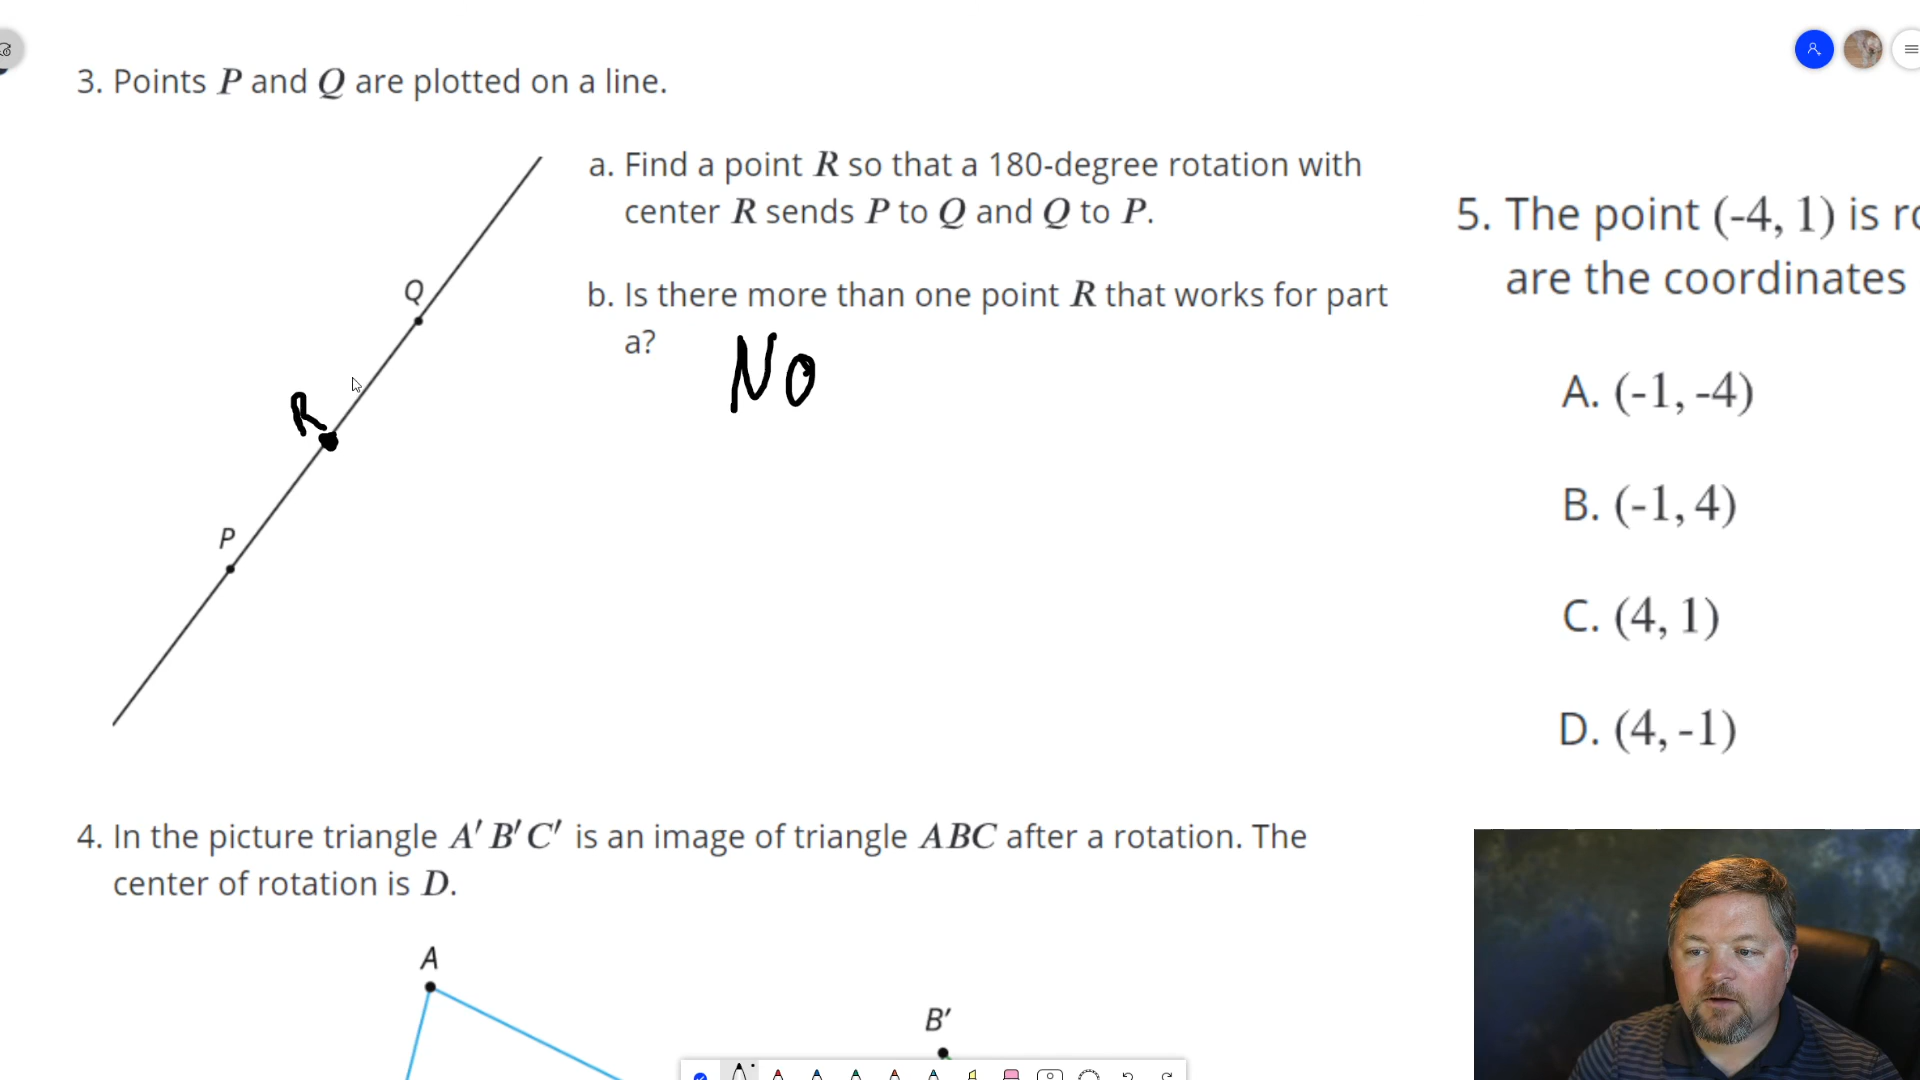 3. Points P and Q are plotted on a line.
a. Find a point R so that a 180-degree rotation with
center R sends P to Q and Q to P.
b. Is there more than one point R that works for part
a?
No
Q
R
P
4. In the picture triangle A′ B′ C′ is an image of triangle ABC after a rotation. The
center of rotation is D.
A
B′
5. The point (-4, 1) is
are the coordinates
A. (-1, -4)
B. (-1, 4)
C. (4, 1)
D. (4, -1)